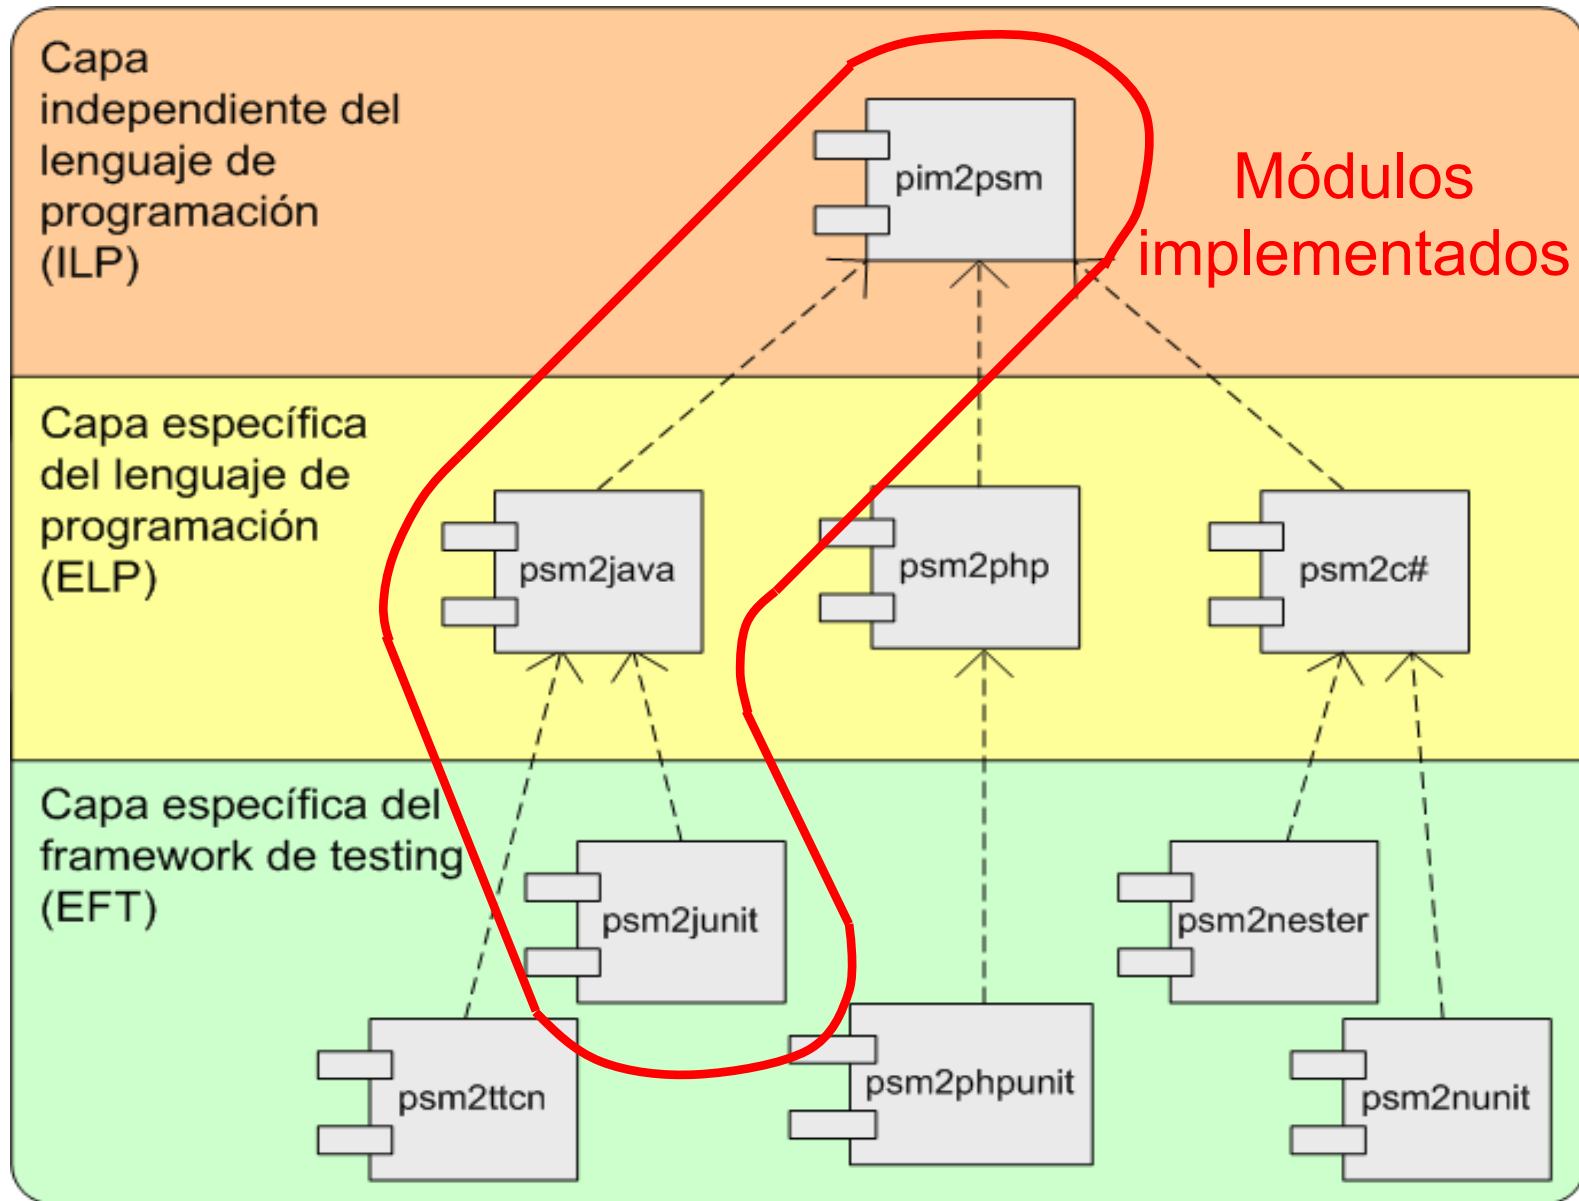 Capa
independiente del
lenguaje de
programación
(ILP)
pim2psm
Módulos
implementados
Capa específica
del lenguaje de
programación
(ELP)
psm2java
psm2php
psm2c#
Capa específica del
framework de testing
(EFT)
psm2junit
psm2nester
psm2ttcn
psm2phpunit
psm2nunit